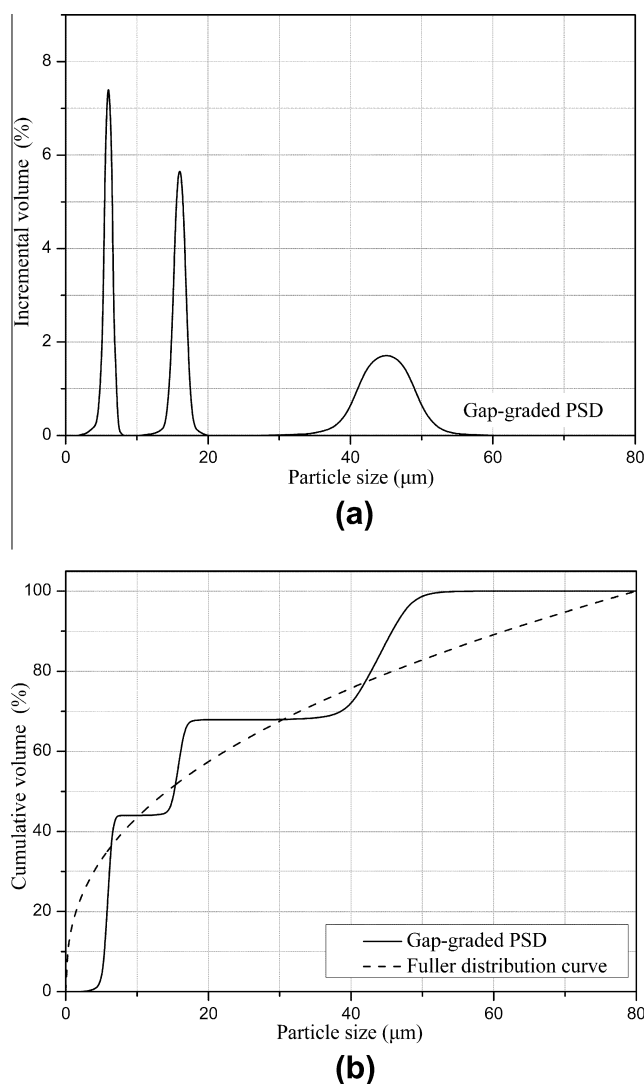 8
6
4
2
0
Incremental volume (%)
Gap-graded PSD
0 20 40 60 80
Particle size (μm)
(a)
100
80
60
40
20
0
Cumulative volume (%)
Gap-graded PSD
Fuller distribution curve
0 20 40 60 80
Particle size (μm)
(b)